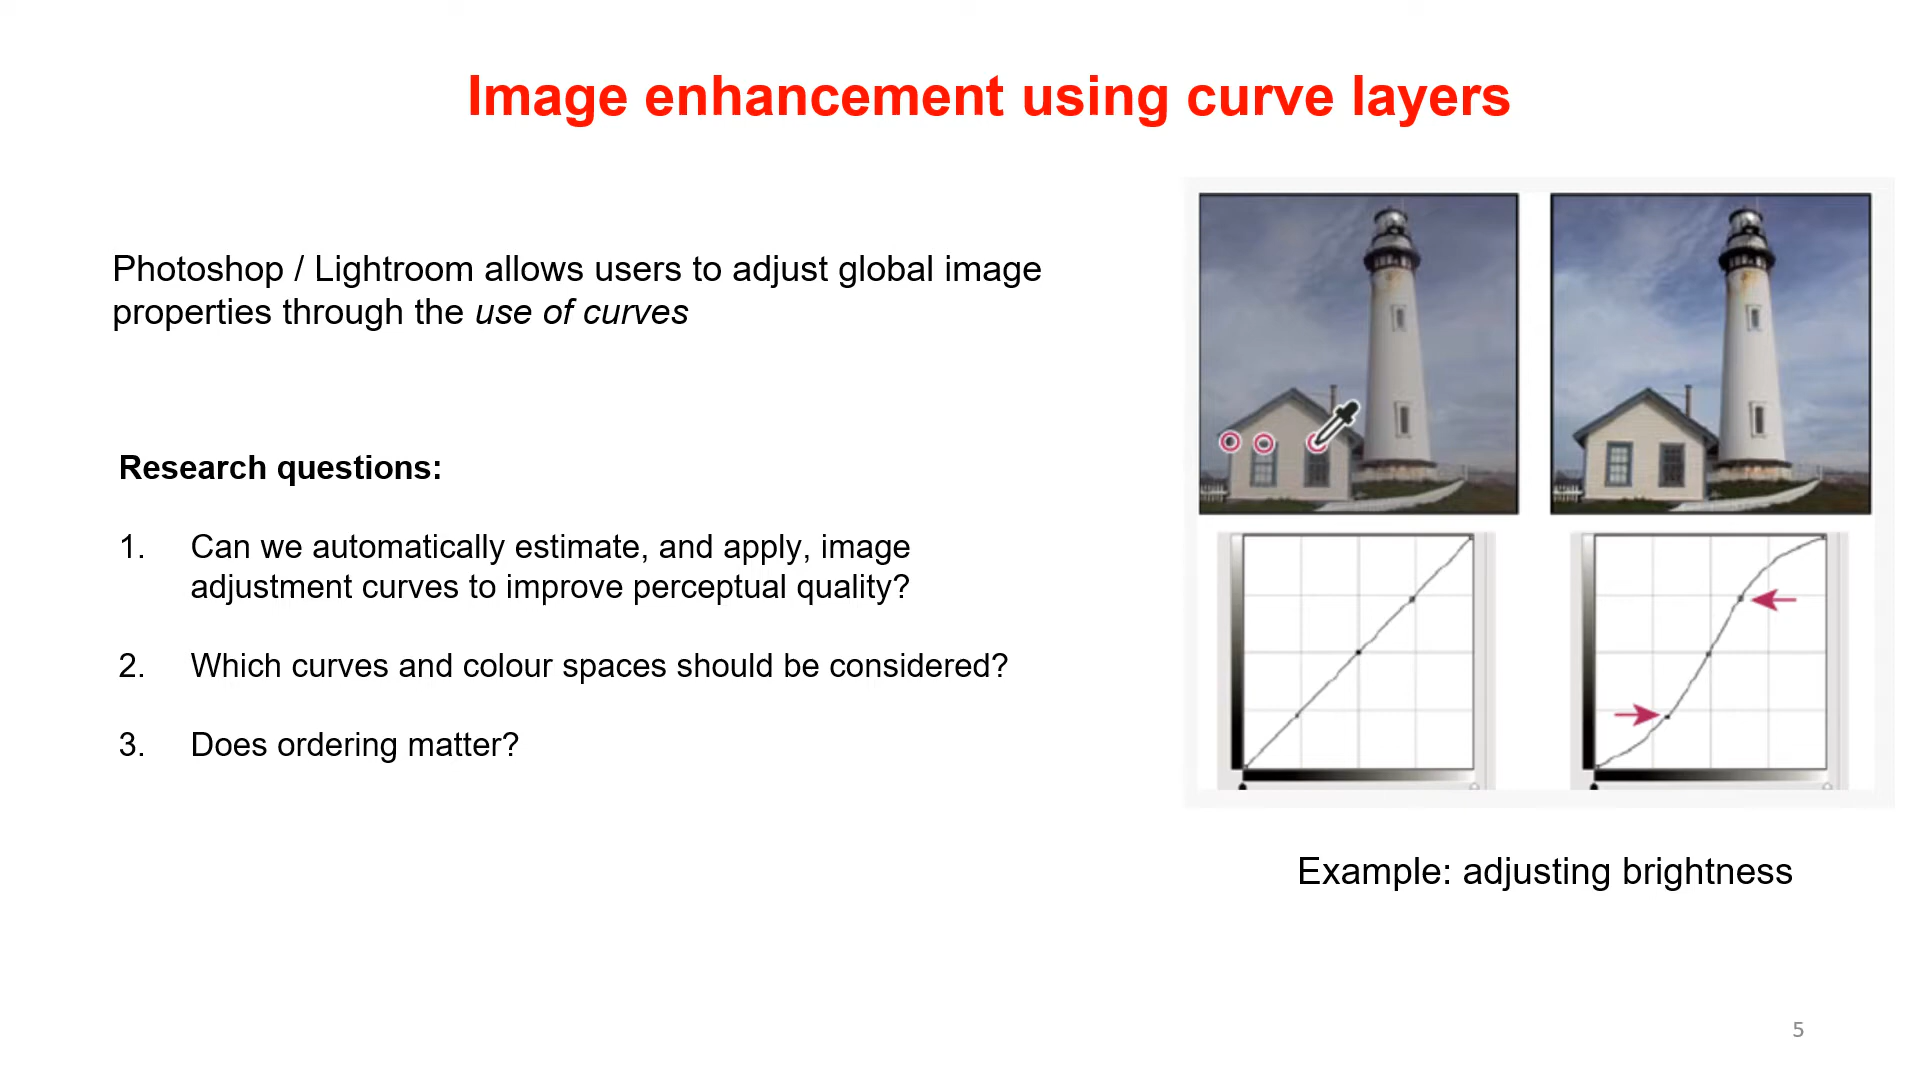 Image enhancement using curve layers
Photoshop / Lightroom allows users to adjust global image
properties through the use of curves
Research questions:
1. Can we automatically estimate, and apply, image
adjustment curves to improve perceptual quality?
2. Which curves and colour spaces should be considered?
3. Does ordering matter?
Example: adjusting brightness
5